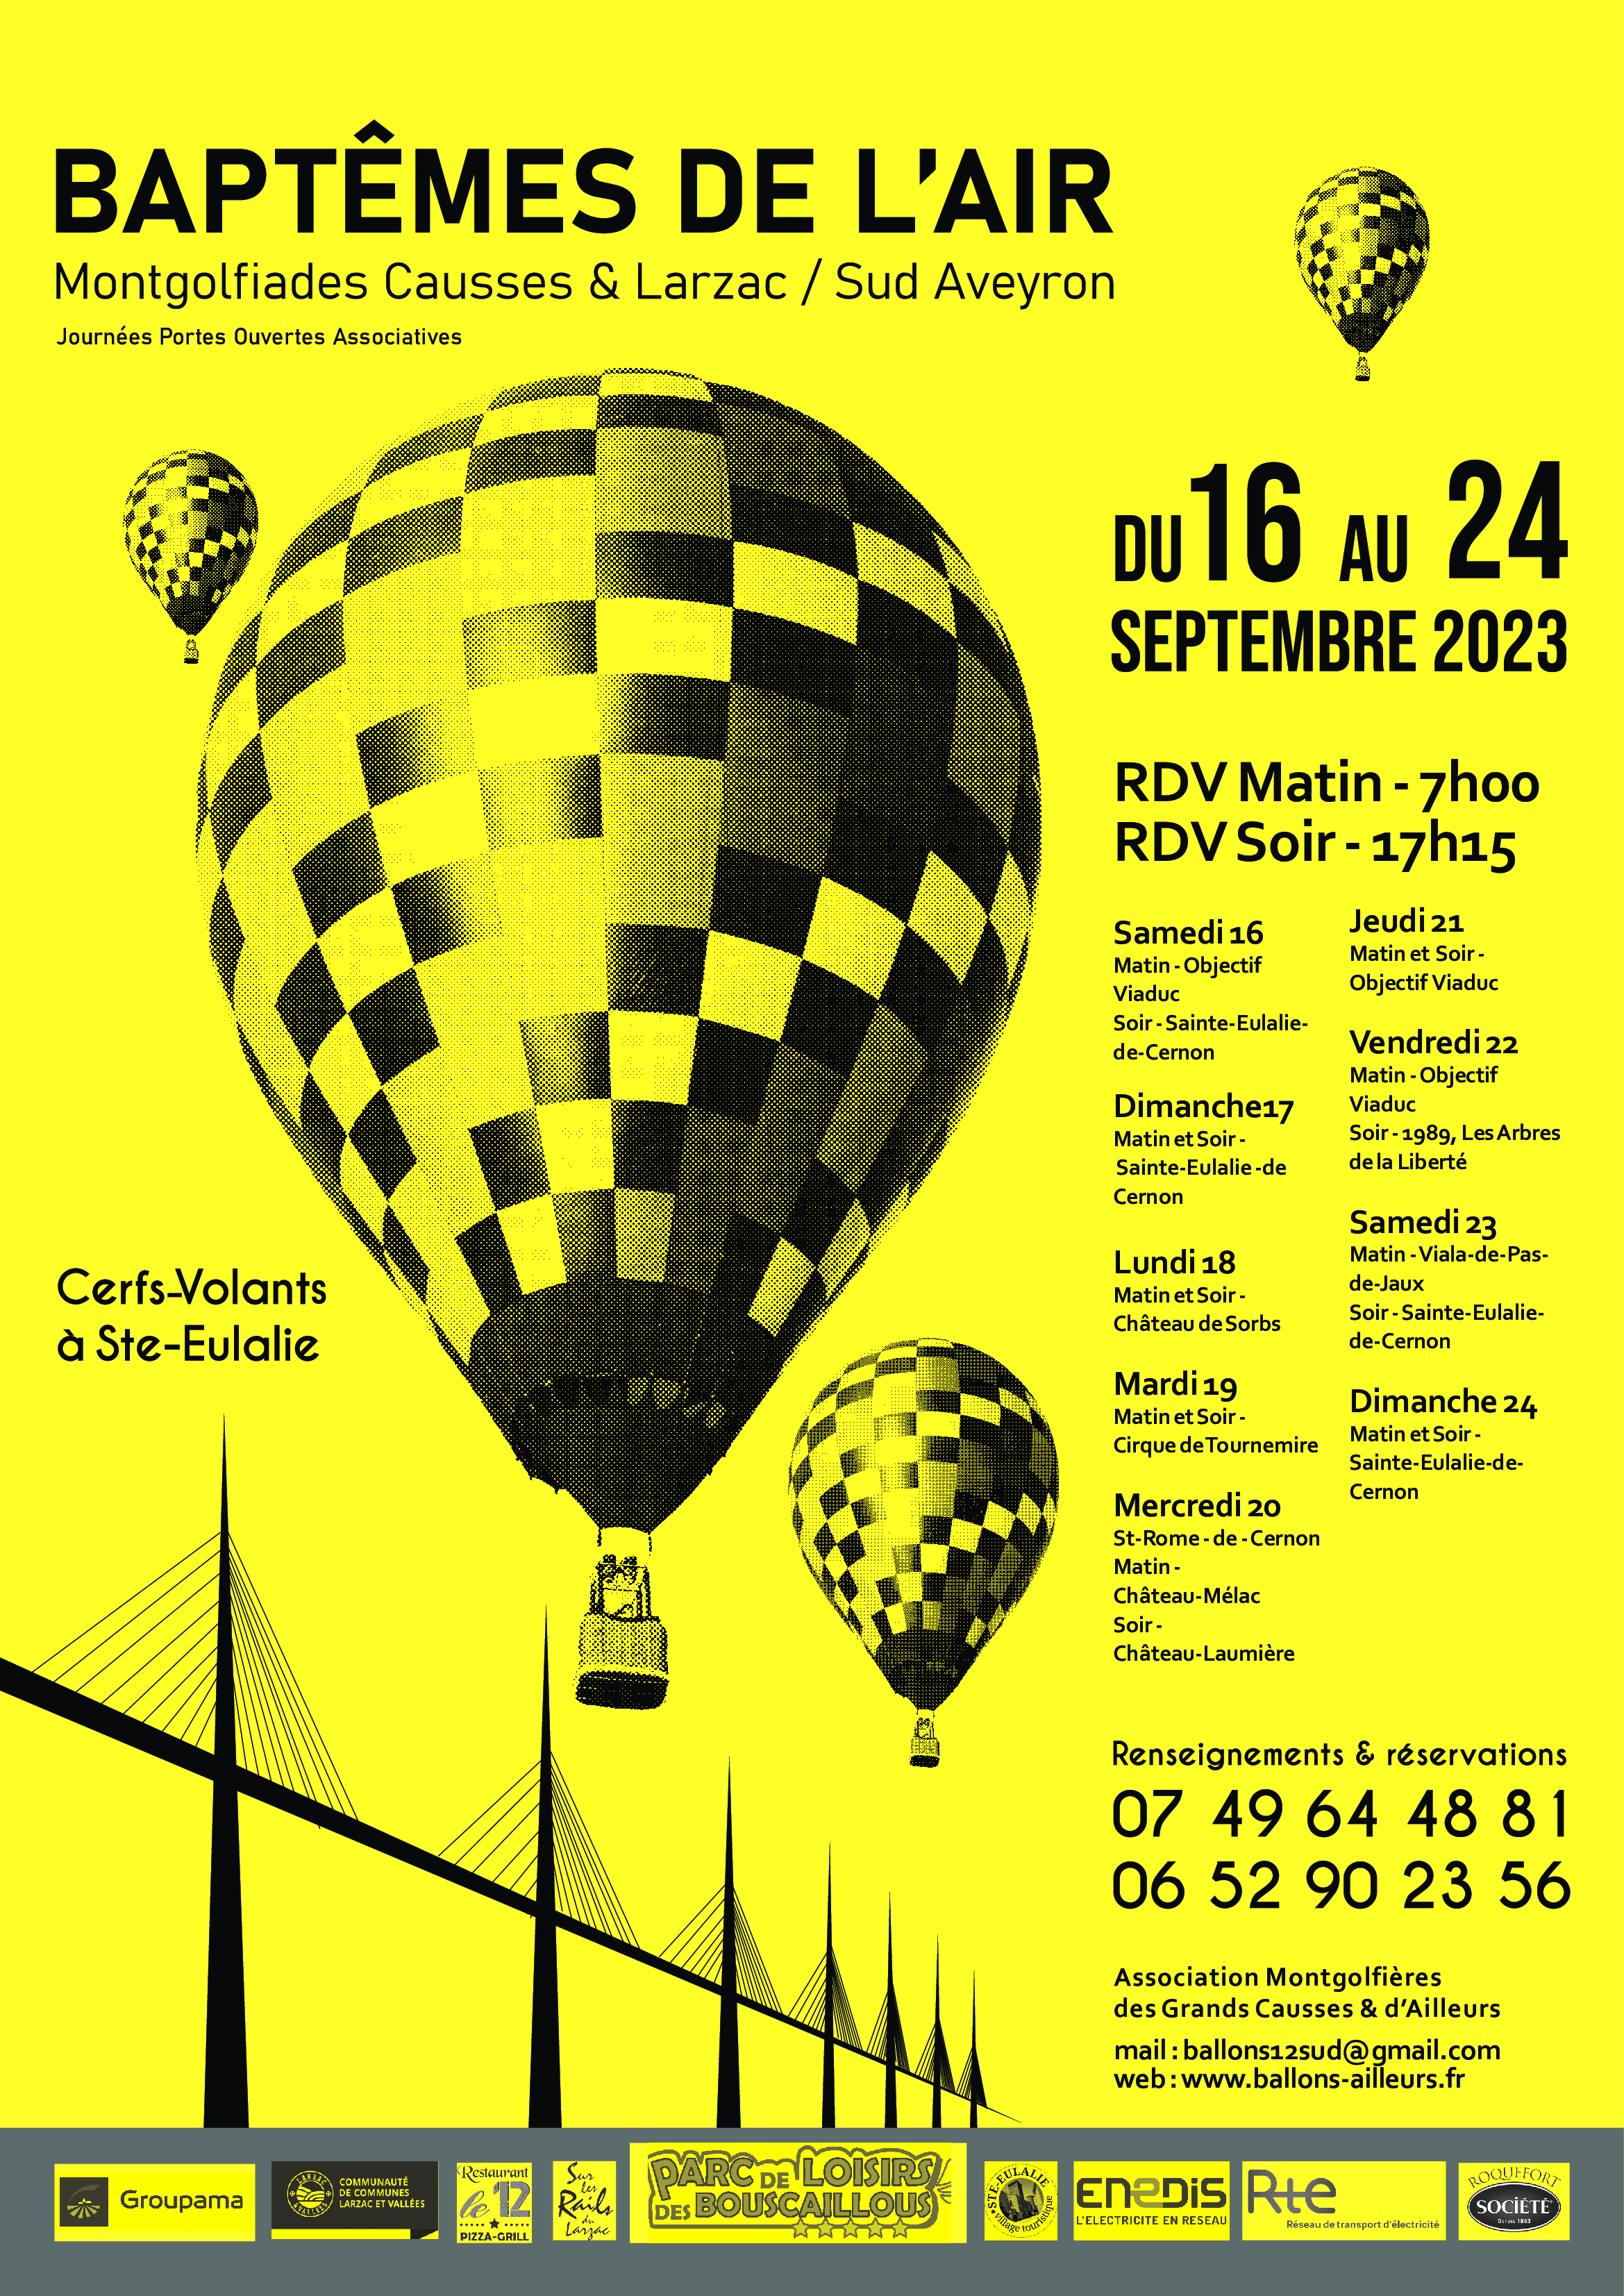 BAPTÊMES DE L'AIR
Montgolfiades Causses & Larzac / Sud Aveyron
Journées Portes Ouvertes Associatives
DU 16 AU 24
SEPTEMBRE 2023
RDV Matin - 7h00
RDV Soir - 17h15
Samedi 16
Matin - Objectif
Viaduc
Soir - Sainte-Eulalie-
de-Cernon
Dimanche17
Matin et Soir -
Sainte-Eulalie -de
Cernon
Lundi 18
Matin et Soir -
Château de Sorbs
Mardi 19
Matin et Soir -
Cirque de Tournemire
Mercredi 20
St-Rome - de - Cernon
Matin -
Château-Mélac
Soir -
Château-Laumière
Jeudi 21
Matin et Soir -
Objectif Viaduc
Vendredi 22
Matin - Objectif
Viaduc
Soir - 1989, Les Arbres
de la Liberté
Samedi 23
Matin - Viala-de-Pas-
de-Jaux
Soir - Sainte-Eulalie-
de-Cernon
Dimanche 24
Matin et Soir -
Sainte-Eulalie-de-
Cernon
Cerfs-Volants
à Ste-Eulalie
Renseignements & réservations
07 49 64 48 81
06 52 90 23 56
Association Montgolfières
des Grands Causses & d'Ailleurs
mail : ballons12sud@gmail.com
web : www.ballons-ailleurs.fr
Groupama
LARZAC
& VALLÉES
COMMUNAUTÉ
DE COMMUNES
LARZAC ET VALLÉES
Restaurant
le 12
PIZZA-GRILL
Sur
les
Rails
du
Larzac
PARC DE LOISIRS
DES BOUSCAILLOUS
STE-EULALIE
village touristique
ENEDIS
L'ELECTRICITE EN RESEAU
Rte
Réseau de transport d'électricité
ROQUEFORT
SOCIÉTÉ
Depuis 1863